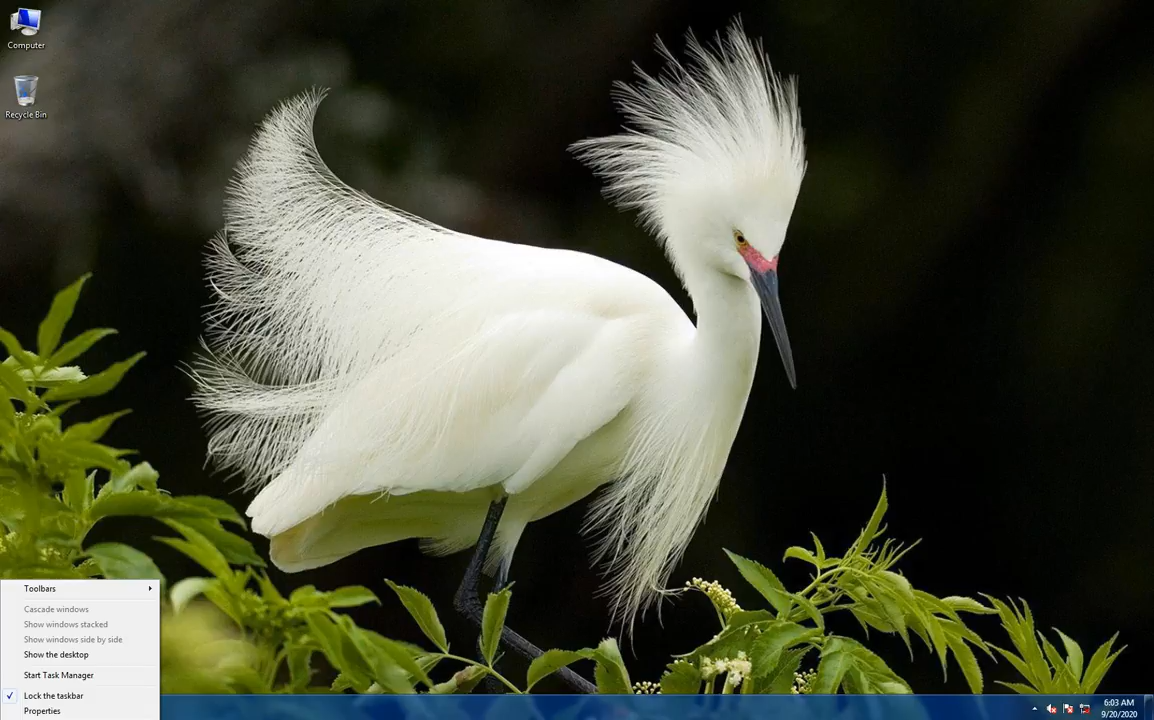 Computer
Recycle Bin
Toolbars
Cascade windows
Show windows stacked
Show windows side by side
Show the desktop
Start Task Manager
Lock the taskbar
Properties
6:03 AM
9/20/2020